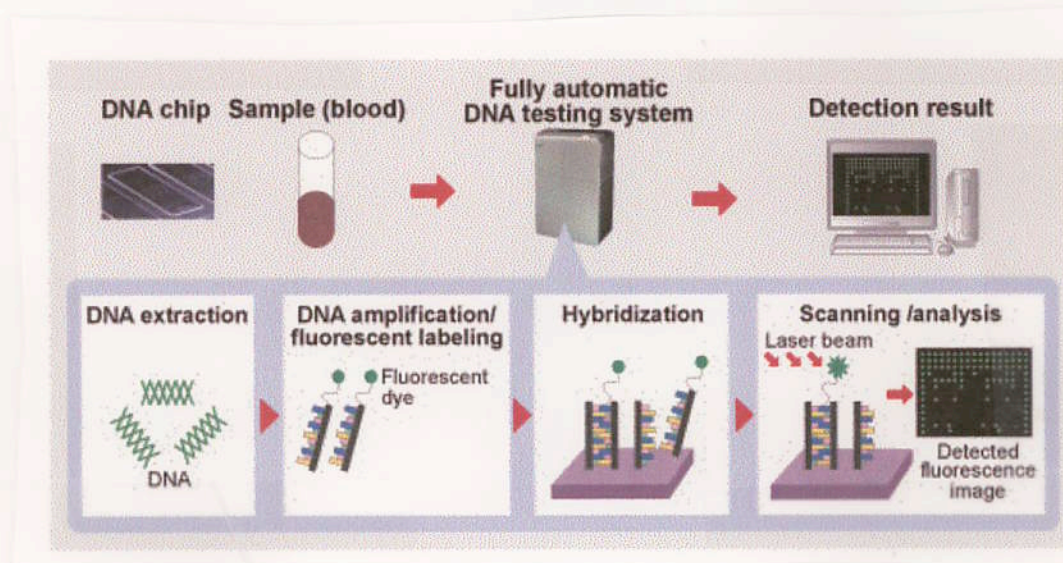 DNA chip
Sample (blood)
Fully automatic
DNA testing system
Detection result
DNA extraction
DNA
DNA amplification/
fluorescent labeling
Fluorescent
dye
Hybridization
Scanning /analysis
Laser beam
Detected
fluorescence
image